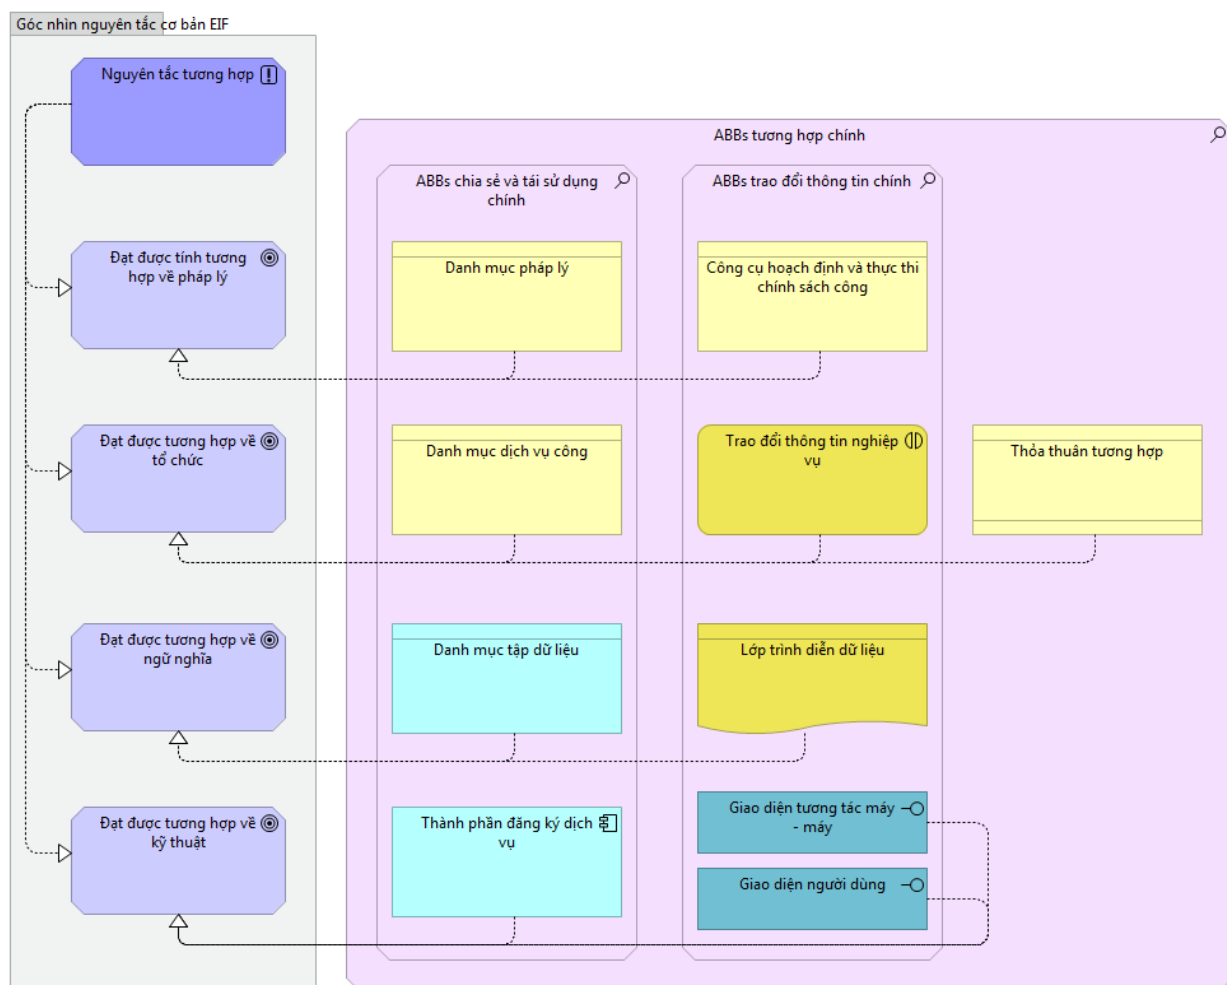 Góc nhìn nguyên tắc cơ bản EIF
Nguyên tắc tương hợp
ABBs tương hợp chính
ABBs chia sẻ và tái sử dụng
chính
ABBs trao đổi thông tin chính
Đạt được tính tương
hợp về pháp lý
Danh mục pháp lý
Công cụ hoạch định và thực thi
chính sách công
Đạt được tương hợp về
tổ chức
Danh mục dịch vụ công
Trao đổi thông tin nghiệp
vụ
Thỏa thuân tương hợp
Đạt được tương hợp về
ngữ nghĩa
Danh mục tập dữ liệu
Lớp trình diễn dữ liệu
Đạt được tương hợp về
kỹ thuật
Thành phần đăng ký dịch
vụ
Giao diện tương tác máy
- máy
Giao diện người dùng